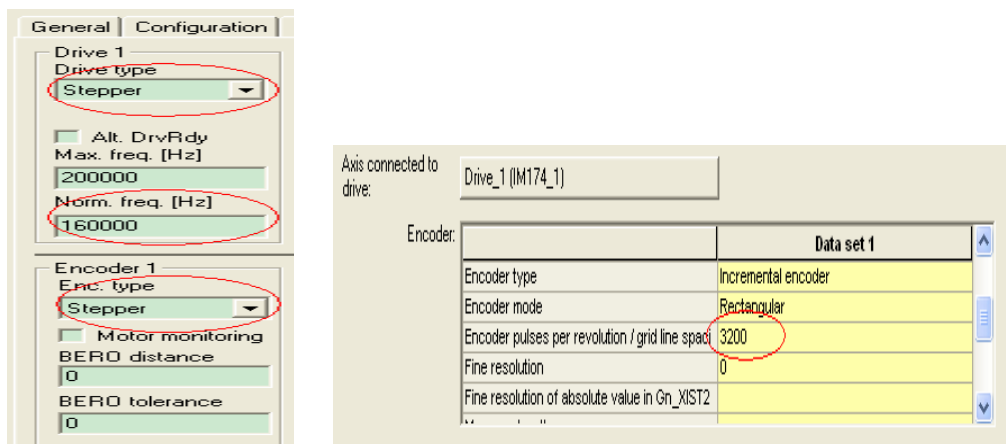 General
Configuration
Drive 1
Drive type
Stepper
Alt. DrvRdy
Max. freq. [Hz]
200000
Norm. freq. [Hz]
160000
Encoder 1
Enc. type
Stepper
Motor monitoring
BERO distance
0
BERO tolerance
0
Axis connected to
drive:
Drive_1 (IM174_1)
Encoder:
Data set 1
Encoder type
Incremental encoder
Encoder mode
Rectangular
Encoder pulses per revolution / grid line spaci
3200
Fine resolution
0
Fine resolution of absolute value in Gn_XIST2